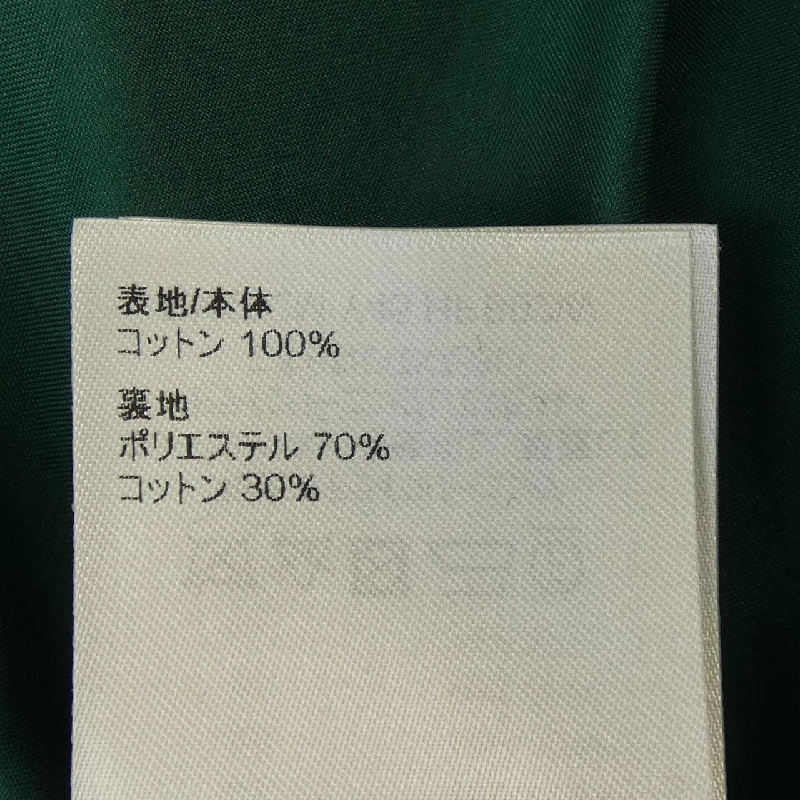 表地/本体
コットン 100%
裏地
ポリエステル 70%
コットン 30%